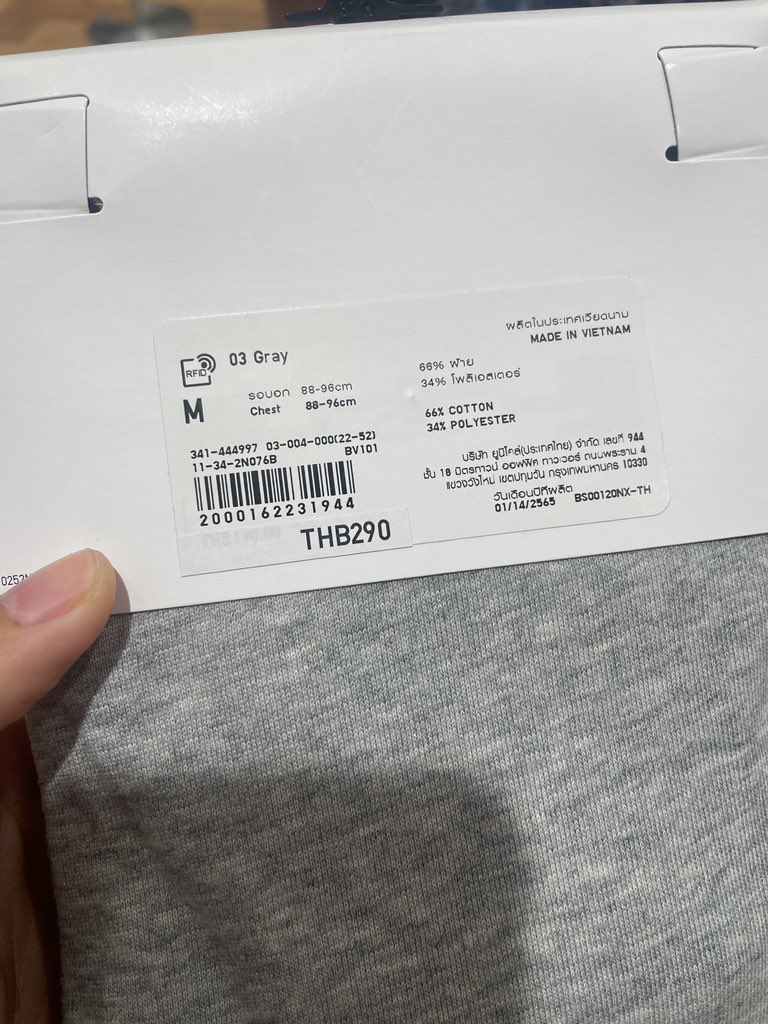 RFID
03 Gray
M
รอบอก 88-96cm
Chest 88-96cm
341-444997 03-004-000(22-52)
11-34-2N076B BV101
2000162231944
THB290
ผลิตในประเทศเวียดนาม
MADE IN VIETNAM
66% ฝ้าย
34% โพลีเอสเตอร์
66% COTTON
34% POLYESTER
บริษัท ยูนิโคล่(ประเทศไทย) จำกัด เลขที่ 944
ชั้น 18 มิตรทาวน์ ออฟฟิศ ทาวเวอร์ ถนนพระราม 4
แขวงวังใหม่ เขตปทุมวัน กรุงเทพมหานคร 10330
วันเดือนปีที่ผลิต
01/14/2565 BS00120NX-TH